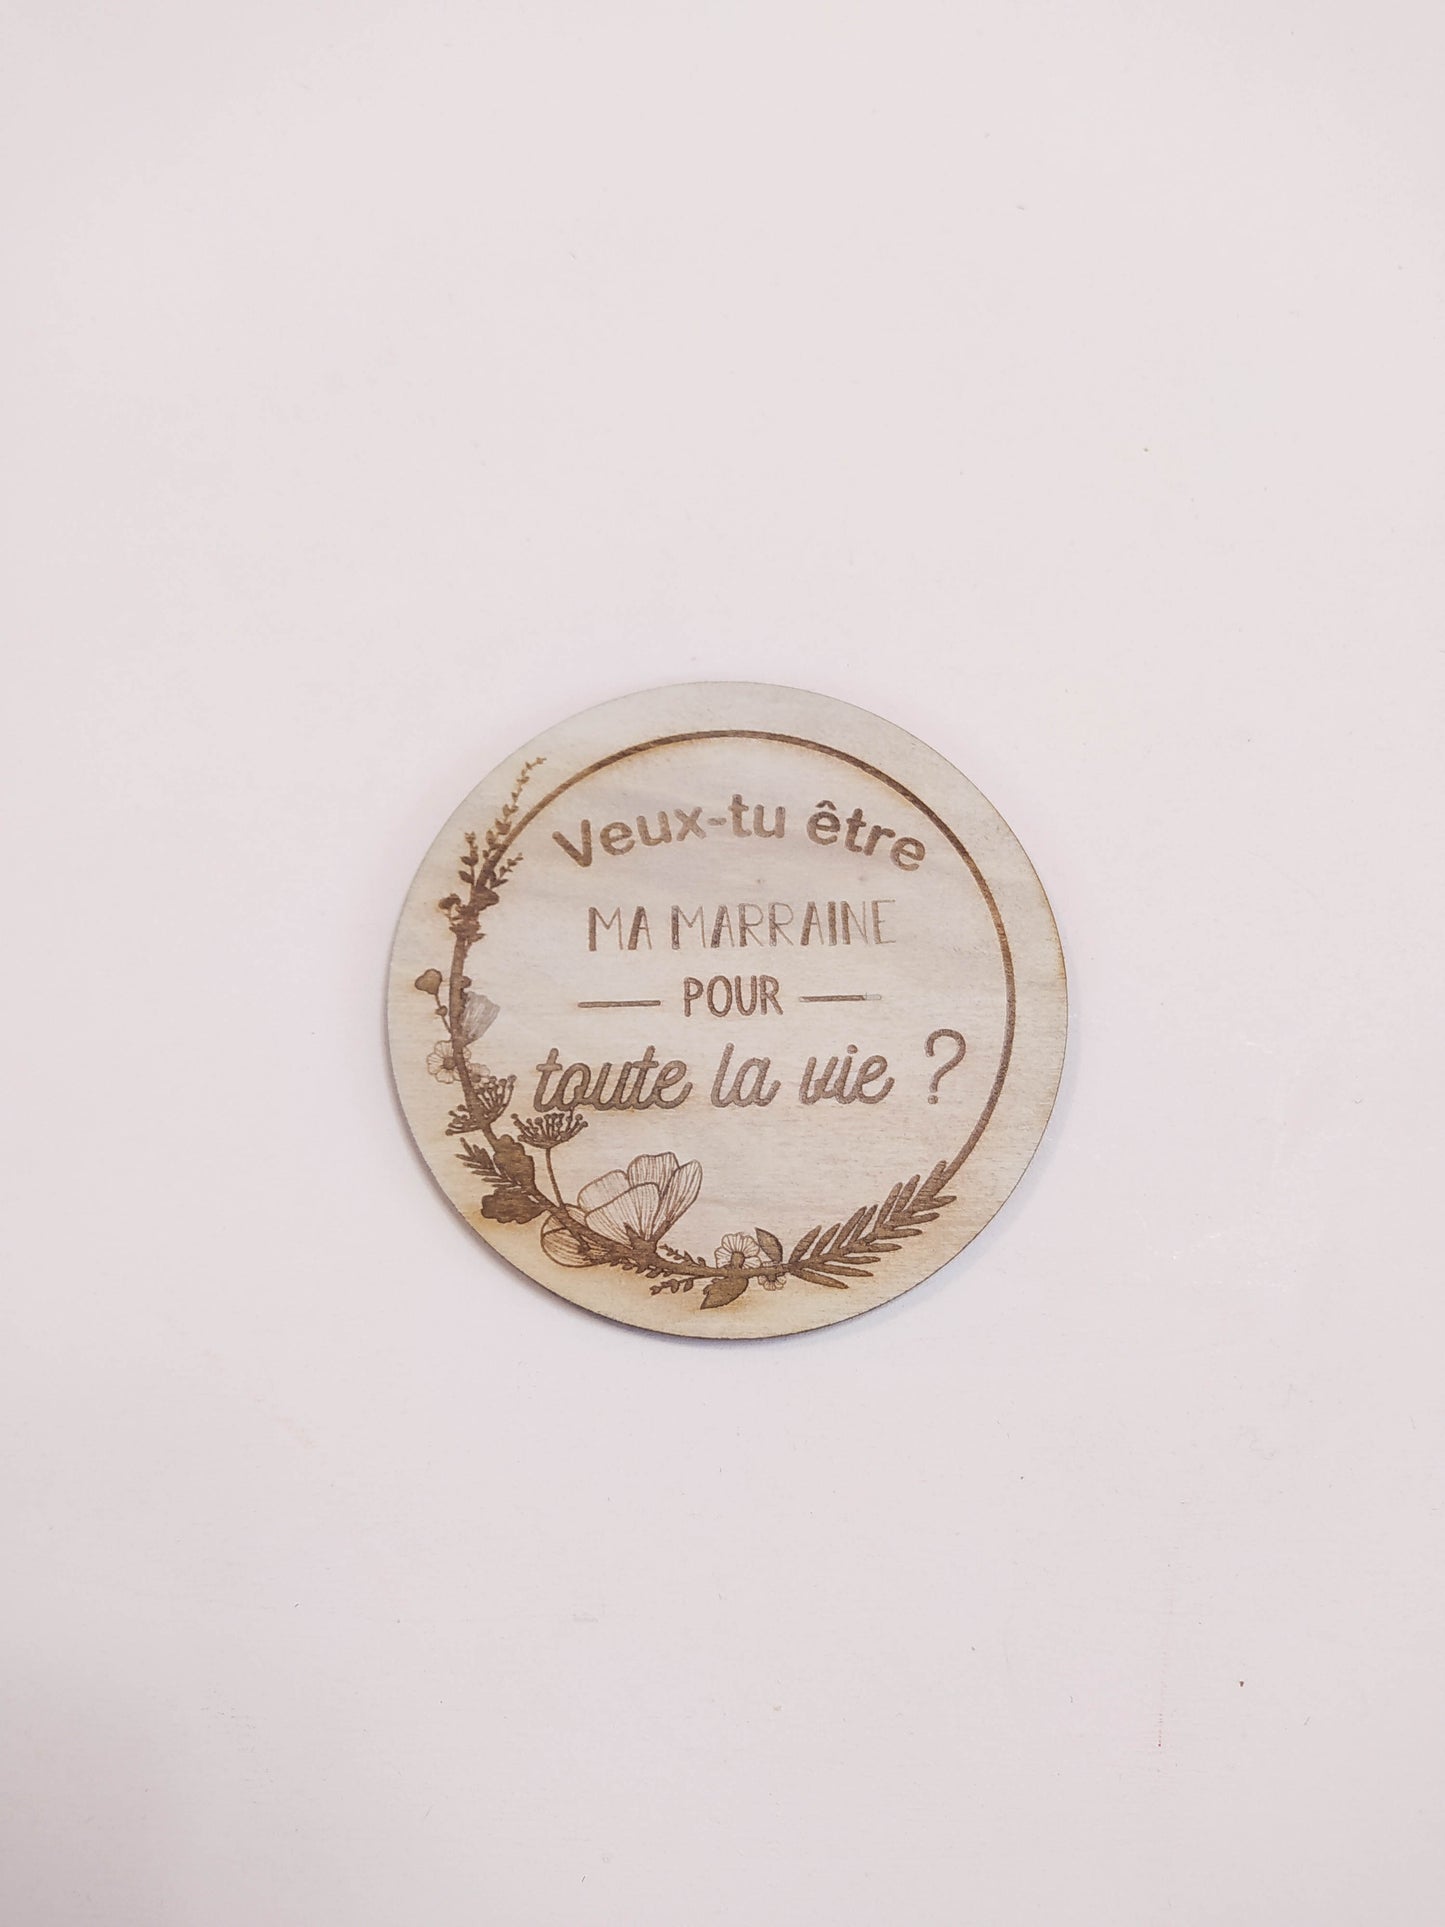 Veux-tu être
MA MARRAINE
POUR
toute la vie ?